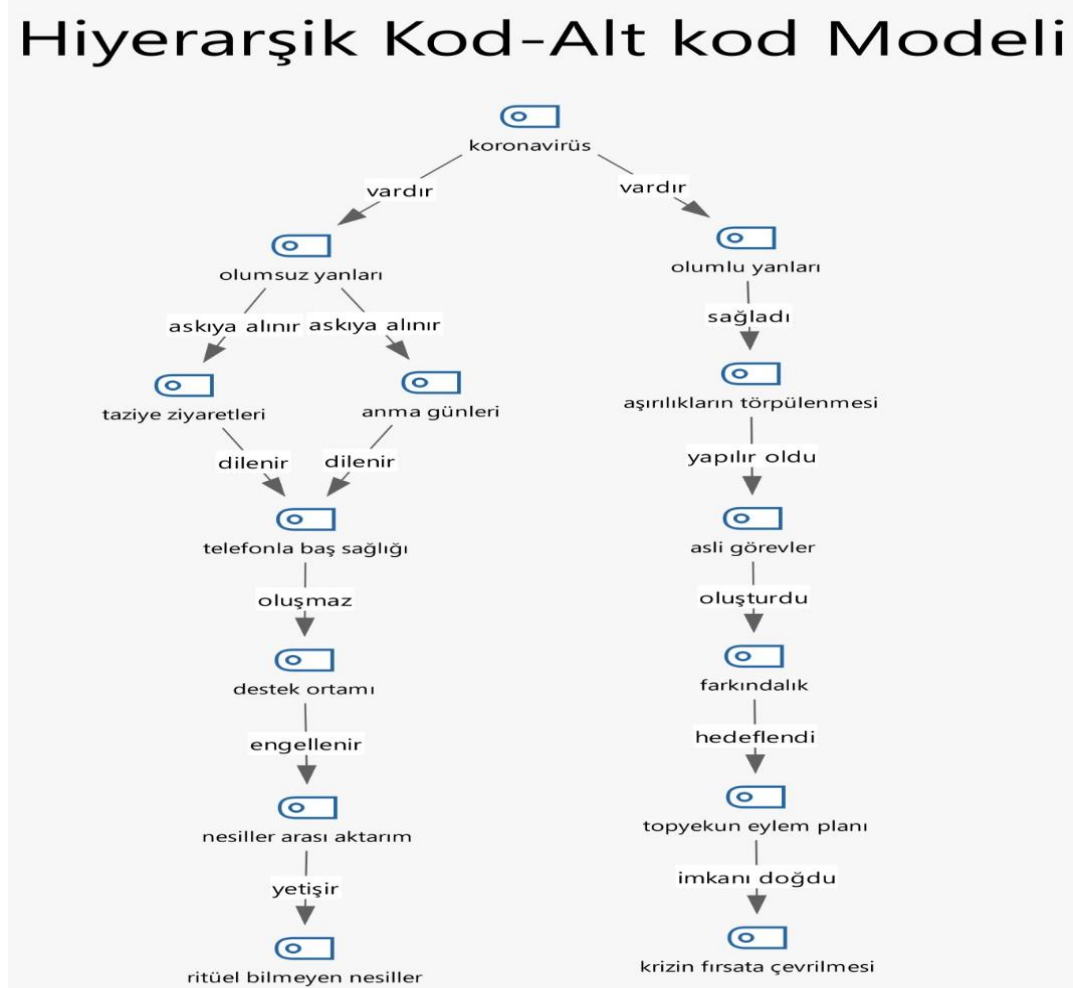 Hiyerarşik Kod-Alt kod Modeli
koronavirüs
vardır
vardır
olumsuz yanları
olumlu yanları
askıya alınır
askıya alınır
sağladı
taziye ziyaretleri
anma günleri
aşırılıkların törpülenmesi
dilenir
dilenir
yapılır oldu
telefonla baş sağlığı
asli görevler
oluşmaz
oluşturdu
destek ortamı
farkındalık
engellenir
hedeflendi
nesiller arası aktarım
topyekun eylem planı
yetişir
imkanı doğdu
ritüel bilmeyen nesiller
krizin fırsata çevrilmesi